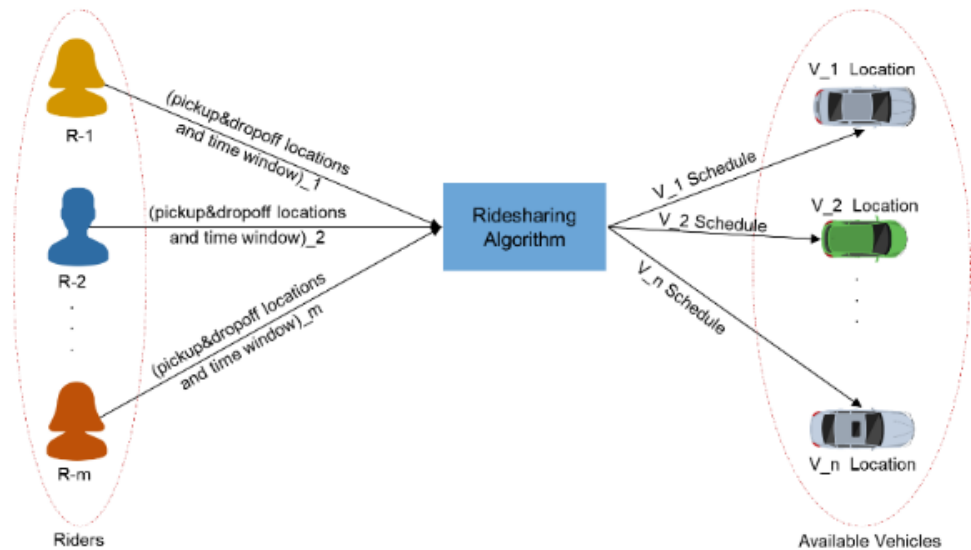 R-1
R-2
R-m
Riders
(pickup&dropoff locations
and time window)_1
(pickup&dropoff locations
and time window)_2
(pickup&dropoff locations
and time window)_m
Ridesharing
Algorithm
V_1 Schedule
V_2 Schedule
V_n Schedule
V_1 Location
V_2 Location
V_n Location
Available Vehicles